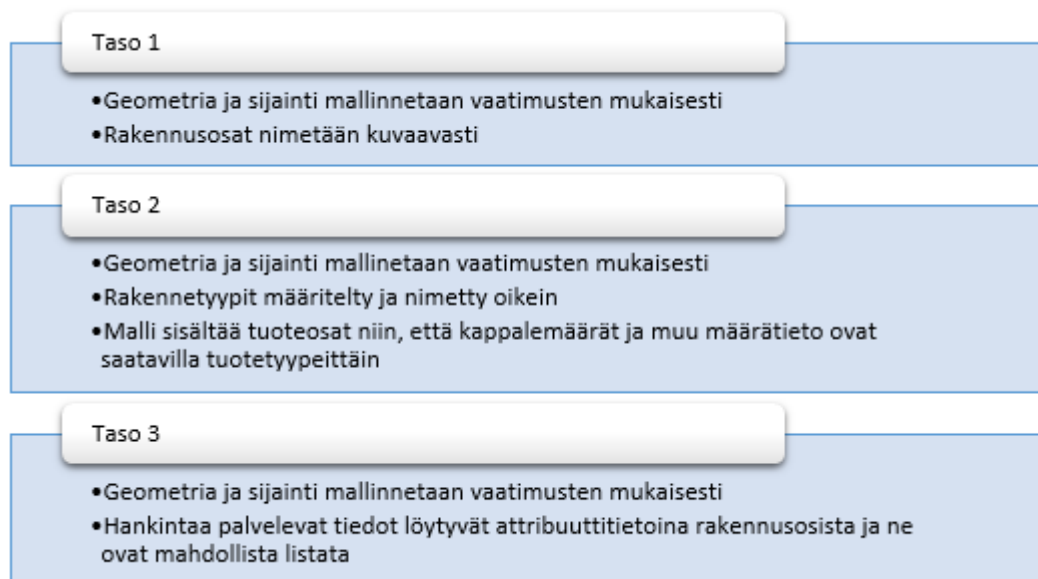 Taso 1
•Geometria ja sijainti mallinnetaan vaatimusten mukaisesti
•Rakennusosat nimetään kuvaavasti
Taso 2
•Geometria ja sijainti mallinetaan vaatimusten mukaisesti
•Rakennetyypit määritelty ja nimetty oikein
•Malli sisältää tuoteosat niin, että kappalemäärät ja muu määrätieto ovat
saatavilla tuotetyypeittäin
Taso 3
•Geometria ja sijainti mallinnetaan vaatimusten mukaisesti
•Hankintaa palvelevat tiedot löytyvät attribuuttitietoina rakennusosista ja ne
ovat mahdollista listata